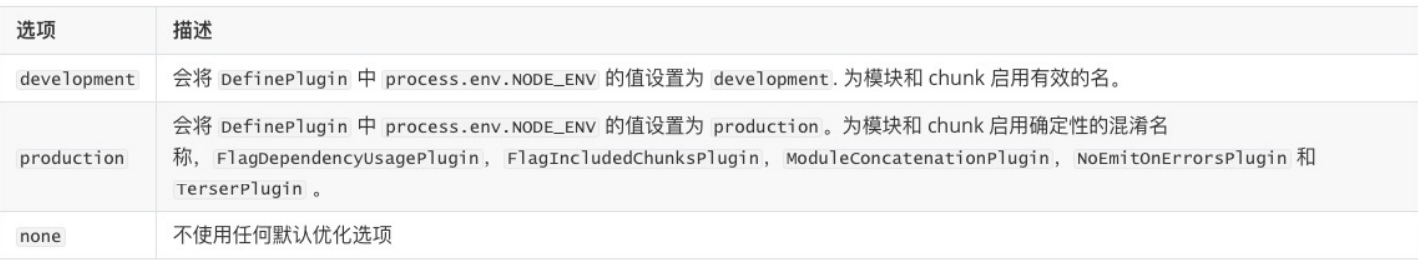 选项 描述
development 会将 DefinePlugin 中 process.env.NODE_ENV 的值设置为 development. 为模块和 chunk 启用有效的名。
会将 DefinePlugin 中 process.env.NODE_ENV 的值设置为 production 。为模块和 chunk 启用确定性的混淆名
production 称， FlagDependencyUsagePlugin， FlagIncludedChunksPlugin， ModuleConcatenationPlugin， NoEmitOnErrorsPlugin 和
TerserPlugin 。
none 不使用任何默认优化选项